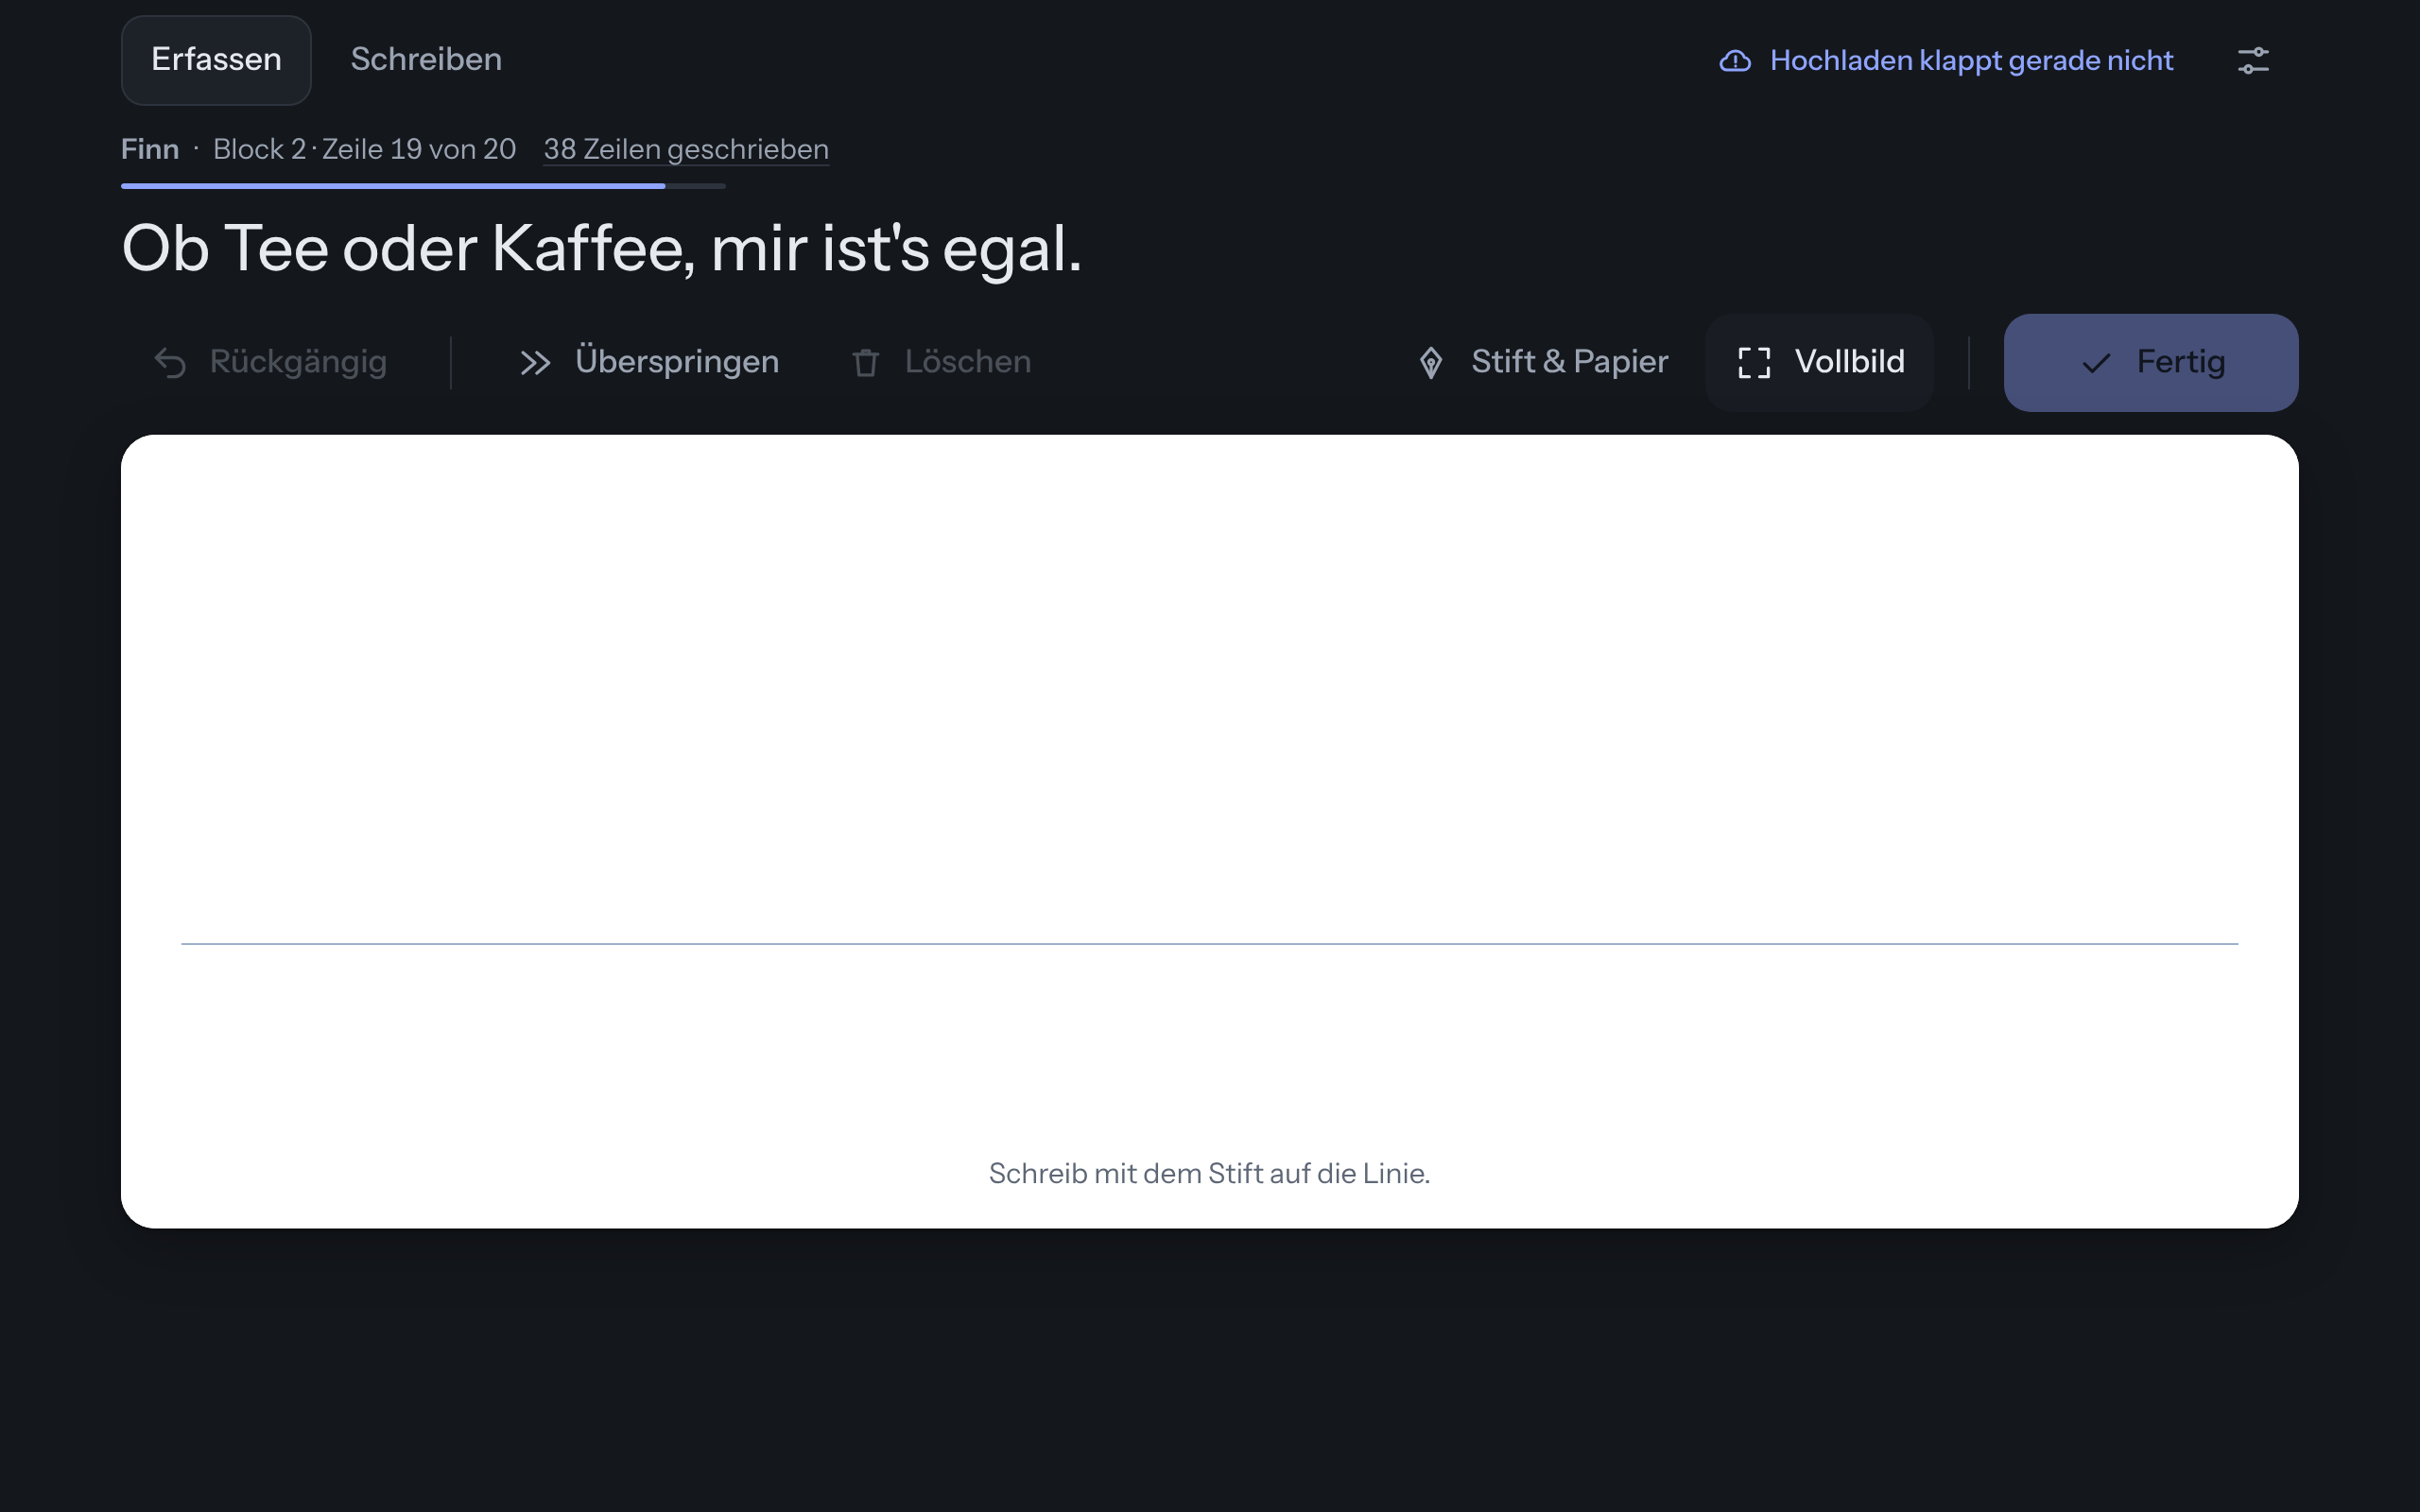 Erfassen Schreiben Hochladen klappt gerade nicht
Finn · Block 2 · Zeile 19 von 20 38 Zeilen geschrieben
Ob Tee oder Kaffee, mir ist's egal.
Rückgängig Überspringen Löschen Stift & Papier Vollbild Fertig
Schreib mit dem Stift auf die Linie.